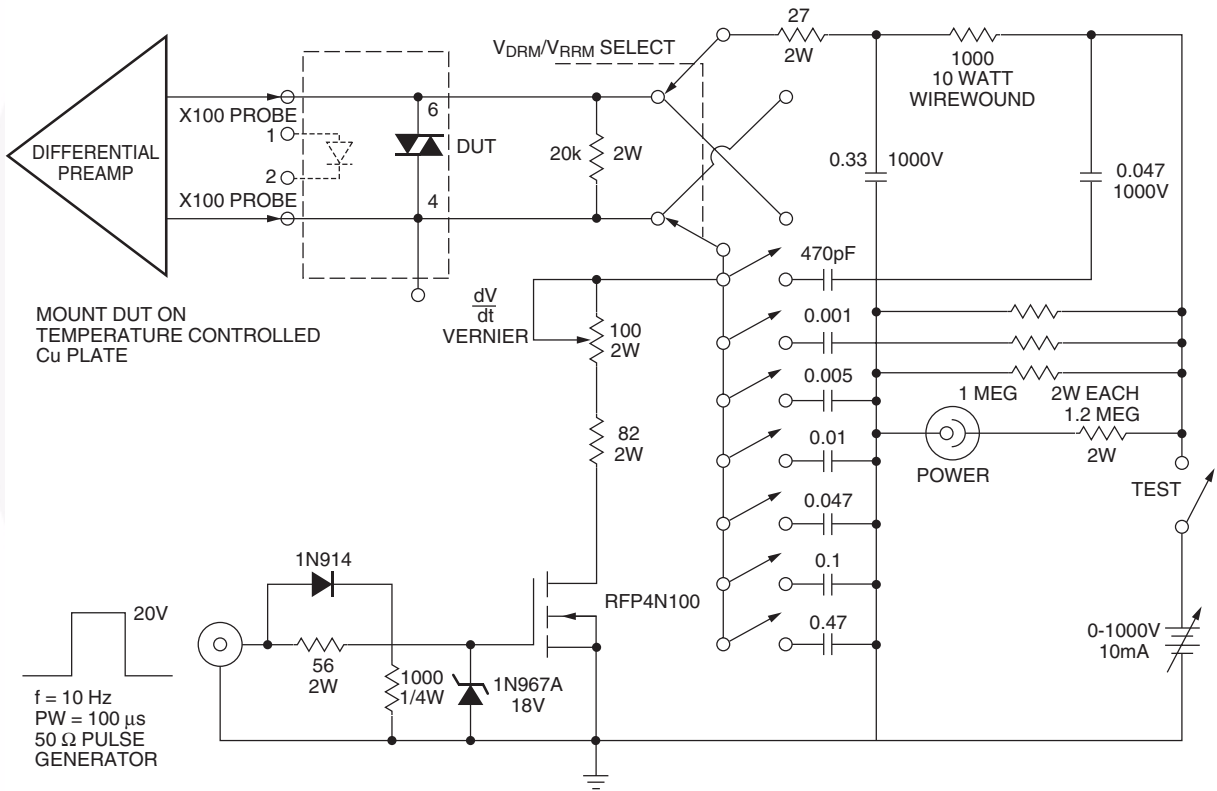 27
2W
VDRM/VRRM SELECT
1000
10 WATT
WIREWOUND
X100 PROBE
6
1
DIFFERENTIAL
PREAMP
DUT
20k
2W
0.33
1000V
0.047
1000V
2
X100 PROBE
4
470pF
MOUNT DUT ON
TEMPERATURE CONTROLLED
Cu PLATE
dV
dt
VERNIER
100
2W
0.001
0.005
1 MEG
2W EACH
1.2 MEG
82
2W
0.01
POWER
2W
TEST
0.047
1N914
0.1
RFP4N100
20V
0.47
0-1000V
10mA
56
2W
1000
1/4W
1N967A
18V
f = 10 Hz
PW = 100 μs
50 Ω PULSE
GENERATOR